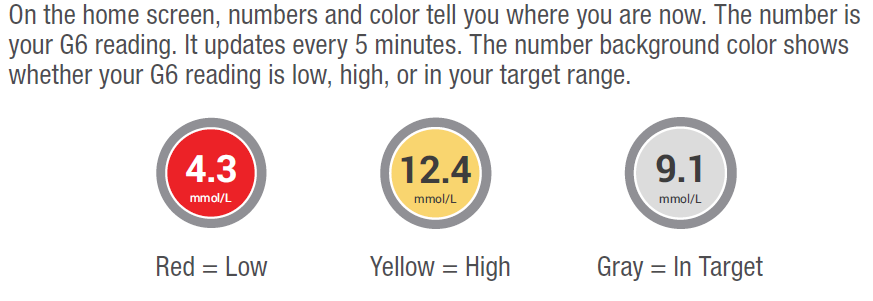 On the home screen, numbers and color tell you where you are now. The number is
your G6 reading. It updates every 5 minutes. The number background color shows
whether your G6 reading is low, high, or in your target range.
4.3
mmol/L
12.4
mmol/L
9.1
mmol/L
Red = Low
Yellow = High
Gray = In Target